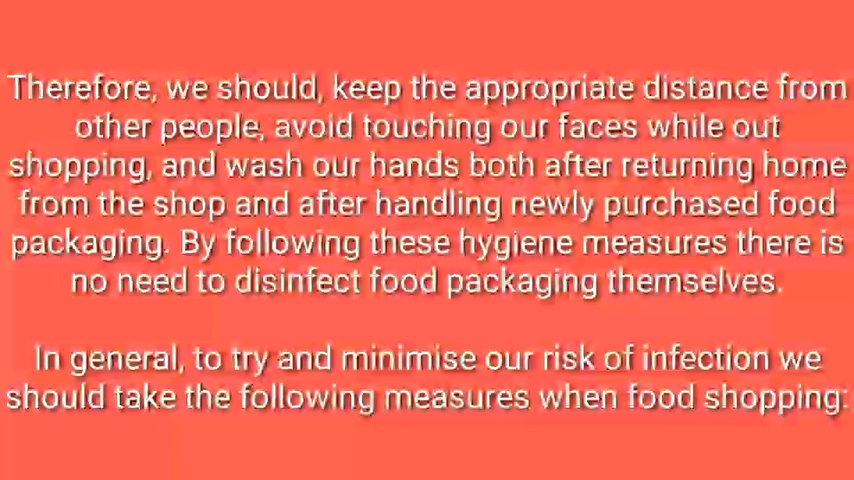 Therefore, we should, keep the appropriate distance from
other people, avoid touching our faces while out
shopping, and wash our hands both after returning home
from the shop and after handling newly purchased food
packaging. By following these hygiene measures there is
no need to disinfect food packaging themselves.
In general, to try and minimise our risk of infection we
should take the following measures when food shopping: